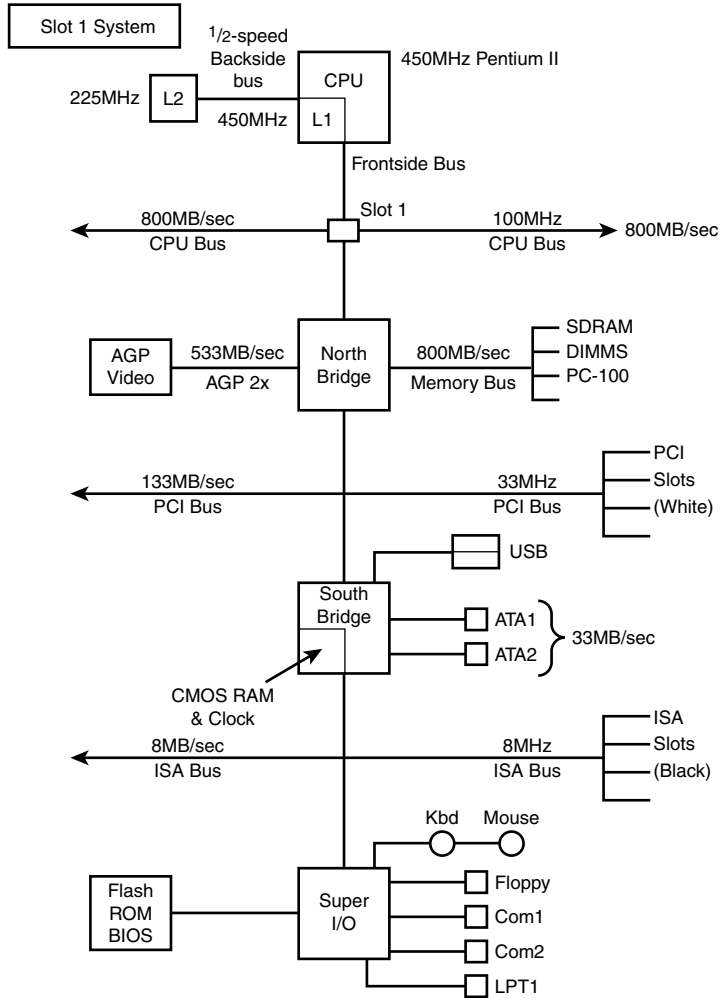 Slot 1 System
1/2-speed
Backside
bus
450MHz Pentium II
CPU
225MHz
L2
450MHz
L1
Frontside Bus
Slot 1
800MB/sec
CPU Bus
100MHz
CPU Bus
800MB/sec
AGP
Video
533MB/sec
AGP 2x
North
Bridge
800MB/sec
Memory Bus
SDRAM
DIMMS
PC-100
133MB/sec
PCI Bus
33MHz
PCI Bus
PCI
Slots
(White)
USB
South
Bridge
ATA1
ATA2
33MB/sec
CMOS RAM
& Clock
8MB/sec
ISA Bus
8MHz
ISA Bus
ISA
Slots
(Black)
Kbd
Mouse
Flash
ROM
BIOS
Super
I/O
Floppy
Com1
Com2
LPT1